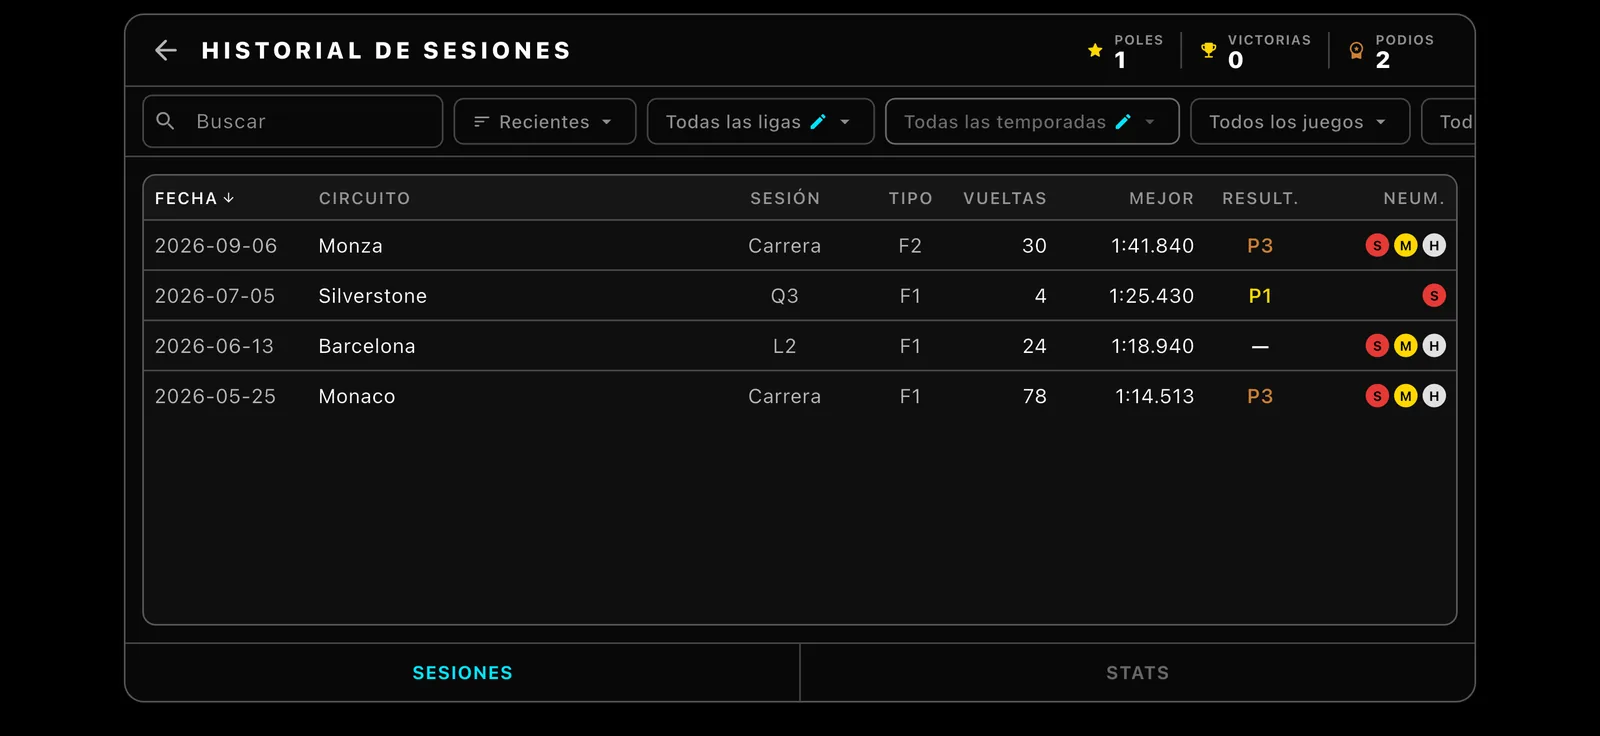 HISTORIAL DE SESIONES
POLES
1
VICTORIAS
0
PODIOS
2
Buscar
Recientes
Todas las ligas
Todas las temporadas
Todos los juegos
Tod
FECHA ↓ CIRCUITO SESIÓN TIPO VUELTAS MEJOR RESULT. NEUM.
2026-09-06 Monza Carrera F2 30 1:41.840 P3 S M H
2026-07-05 Silverstone Q3 F1 4 1:25.430 P1 S
2026-06-13 Barcelona L2 F1 24 1:18.940 — S M H
2026-05-25 Monaco Carrera F1 78 1:14.513 P3 S M H
SESIONES
STATS